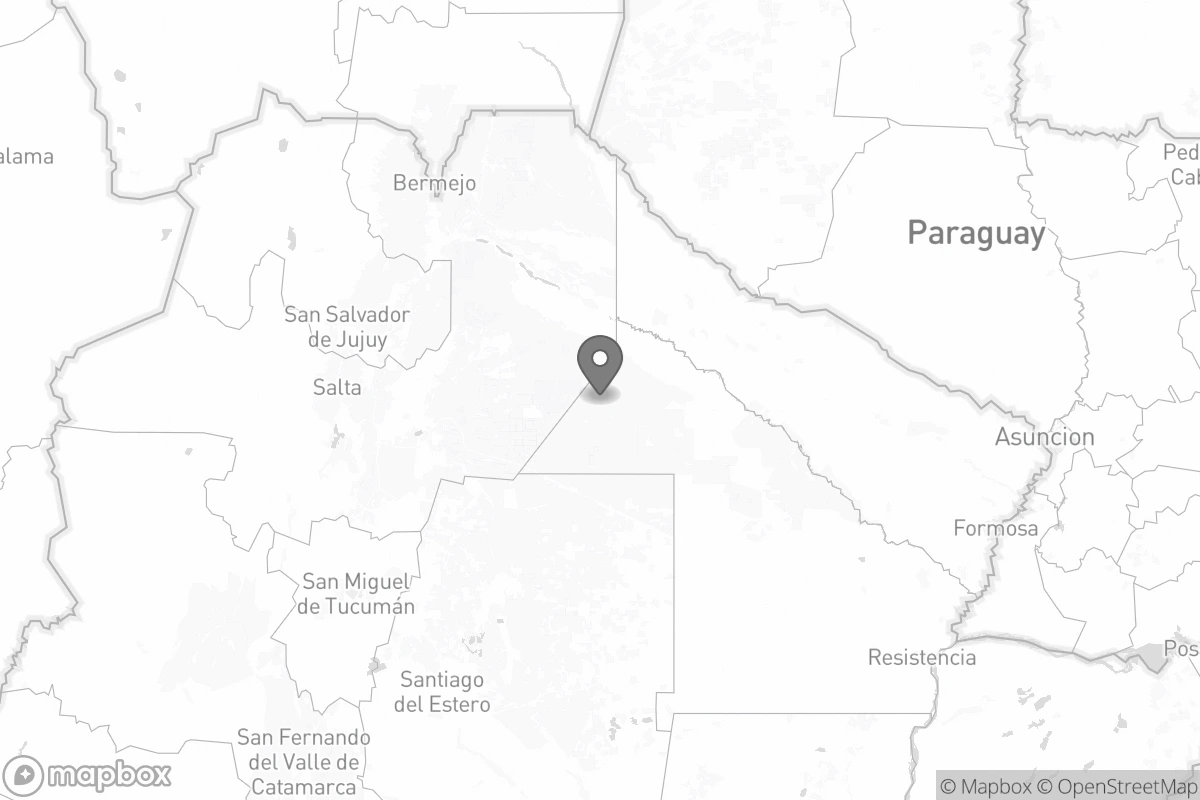 alama
Bermejo
Ped
Cab
Paraguay
San Salvador
de Jujuy
Salta
Asuncion
Formosa
San Miguel
de Tucumán
Resistencia
Pos
Santiago
del Estero
San Fernando
del Valle de
Catamarca
mapbox
© Mapbox © OpenStreetMap